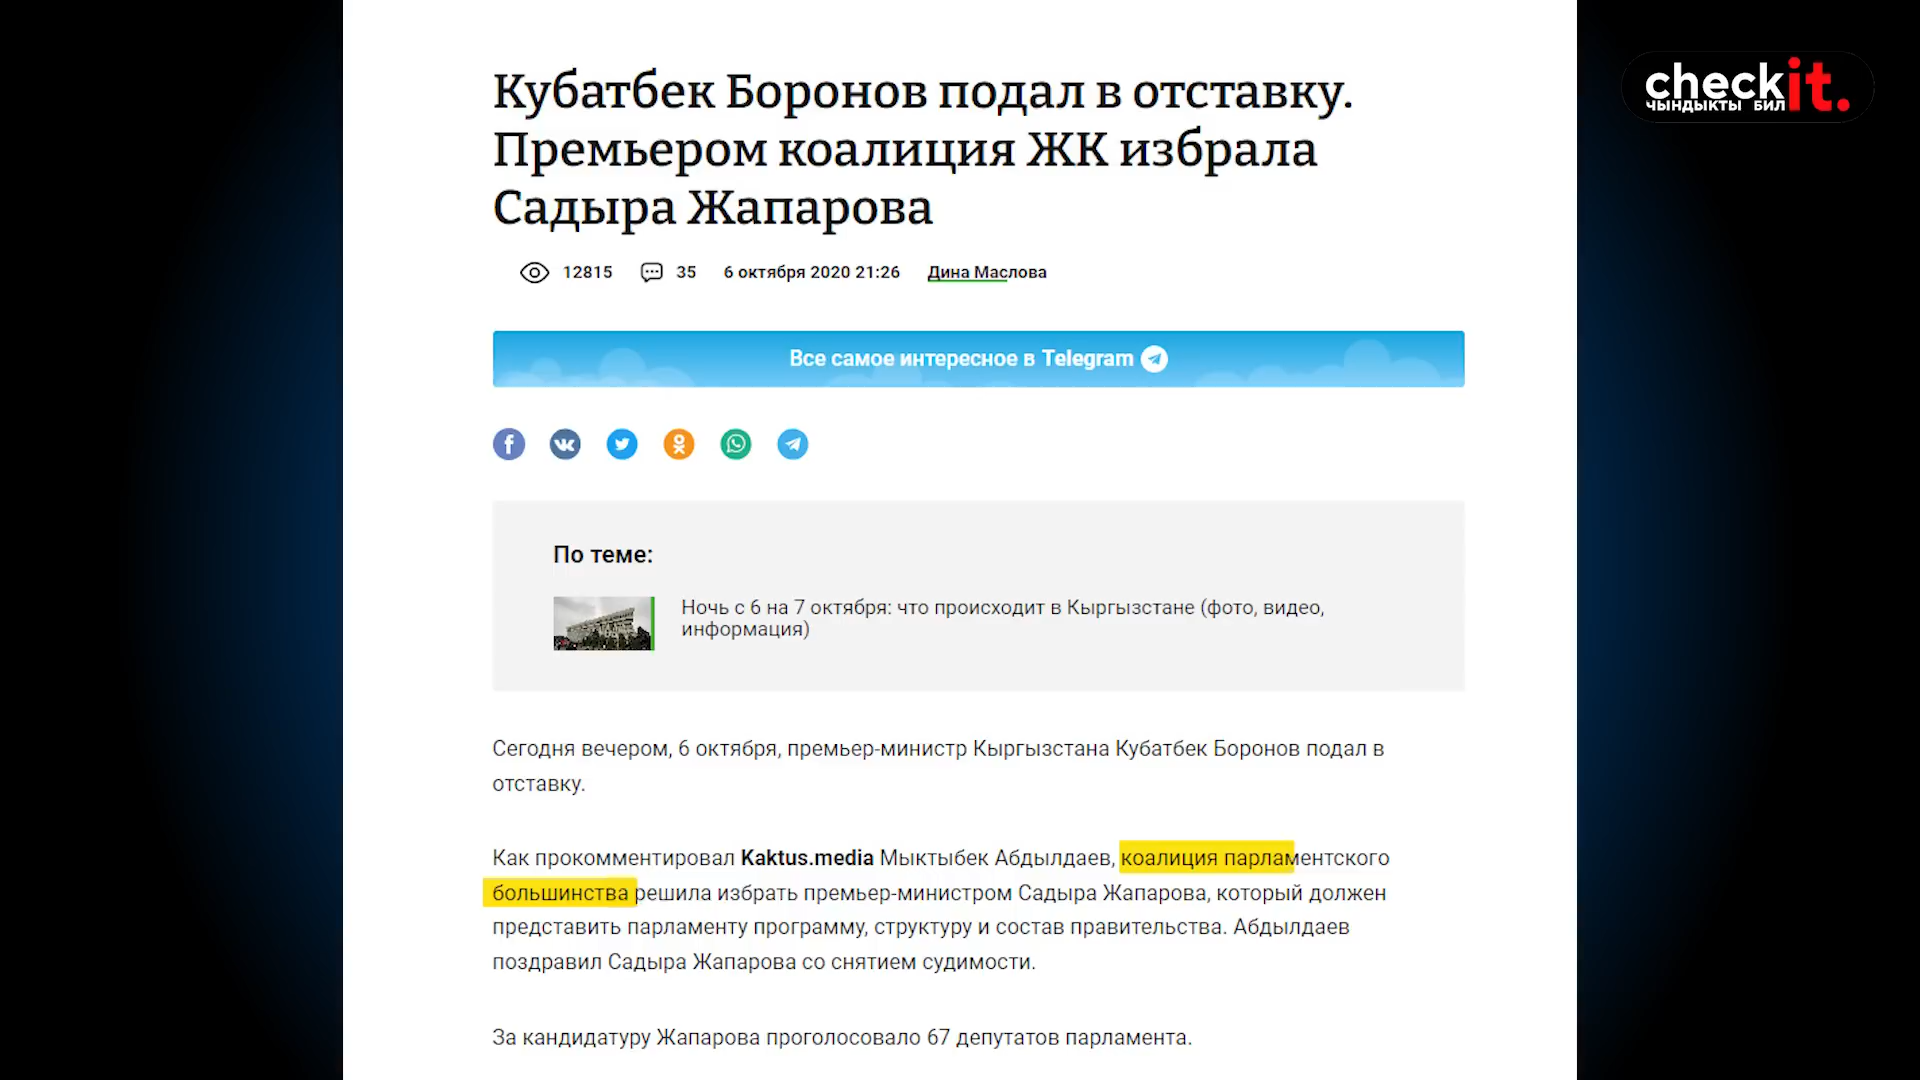 checkit.
чындыкты бил
Кубатбек Боронов подал в отставку.
Премьером коалиция ЖК избрала
Садыра Жапарова
12815 35 6 октября 2020 21:26 Дина Маслова
Все самое интересное в Telegram
По теме:
Ночь с 6 на 7 октября: что происходит в Кыргызстане (фото, видео,
информация)
Сегодня вечером, 6 октября, премьер-министр Кыргызстана Кубатбек Боронов подал в
отставку.
Как прокомментировал Kaktus.media Мыктыбек Абдылдаев, коалиция парламентского
большинства решила избрать премьер-министром Садыра Жапарова, который должен
представить парламенту программу, структуру и состав правительства. Абдылдаев
поздравил Садыра Жапарова со снятием судимости.
За кандидатуру Жапарова проголосовало 67 депутатов парламента.